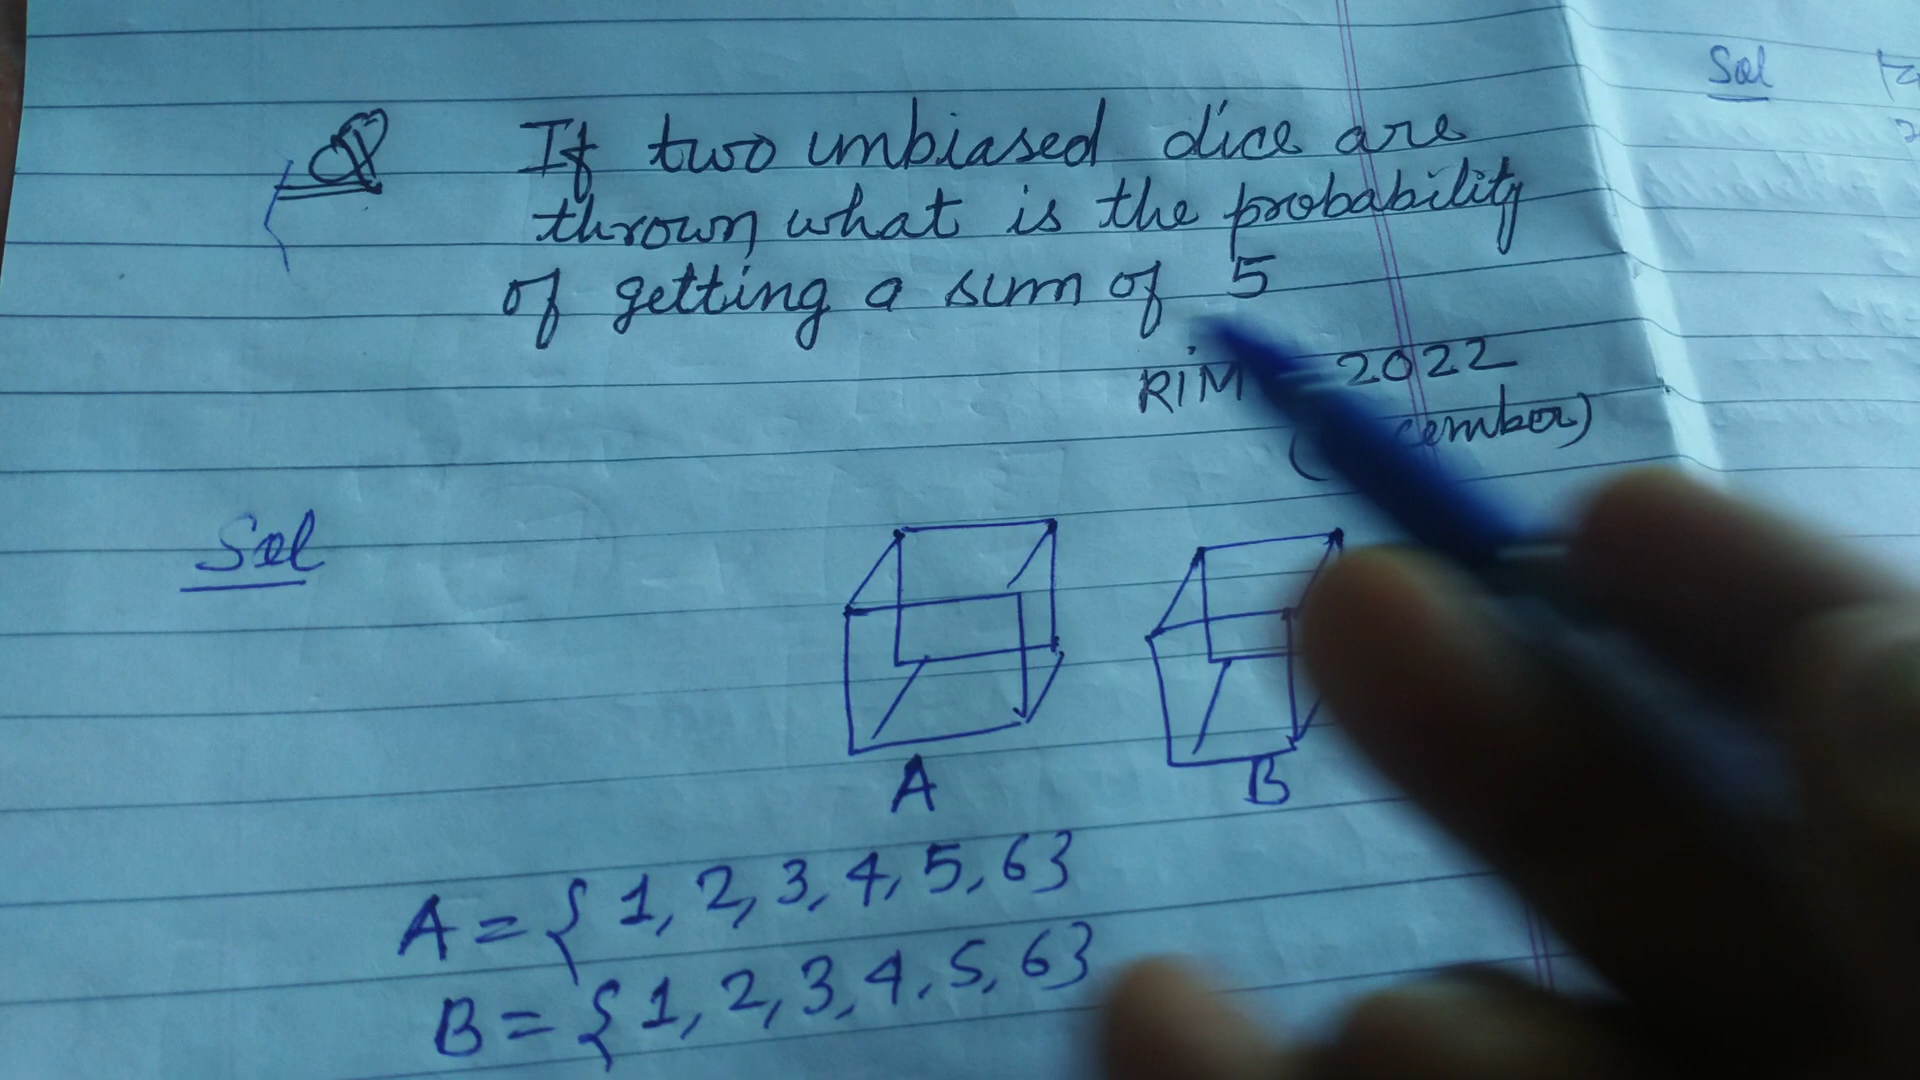 Q If two unbiased dice are
thrown what is the probability
of getting a sum of 5
RiM 2022
Sol
A B
A = { 1, 2, 3, 4, 5, 6 }
B = { 1, 2, 3, 4, 5, 6 }
Sol